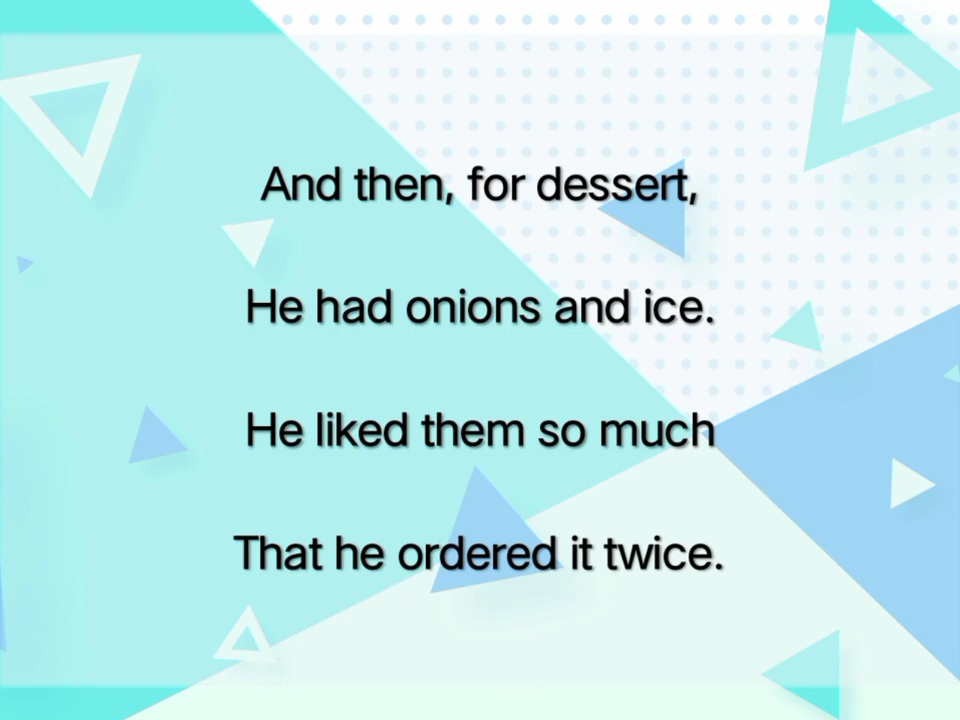 And then, for dessert,
He had onions and ice.
He liked them so much
That he ordered it twice.